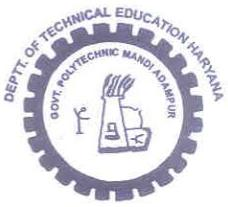 DEPTT. OF TECHNICAL EDUCATION HARYANA
GOVT. POLYTECHNIC MANDI ADAMPUR